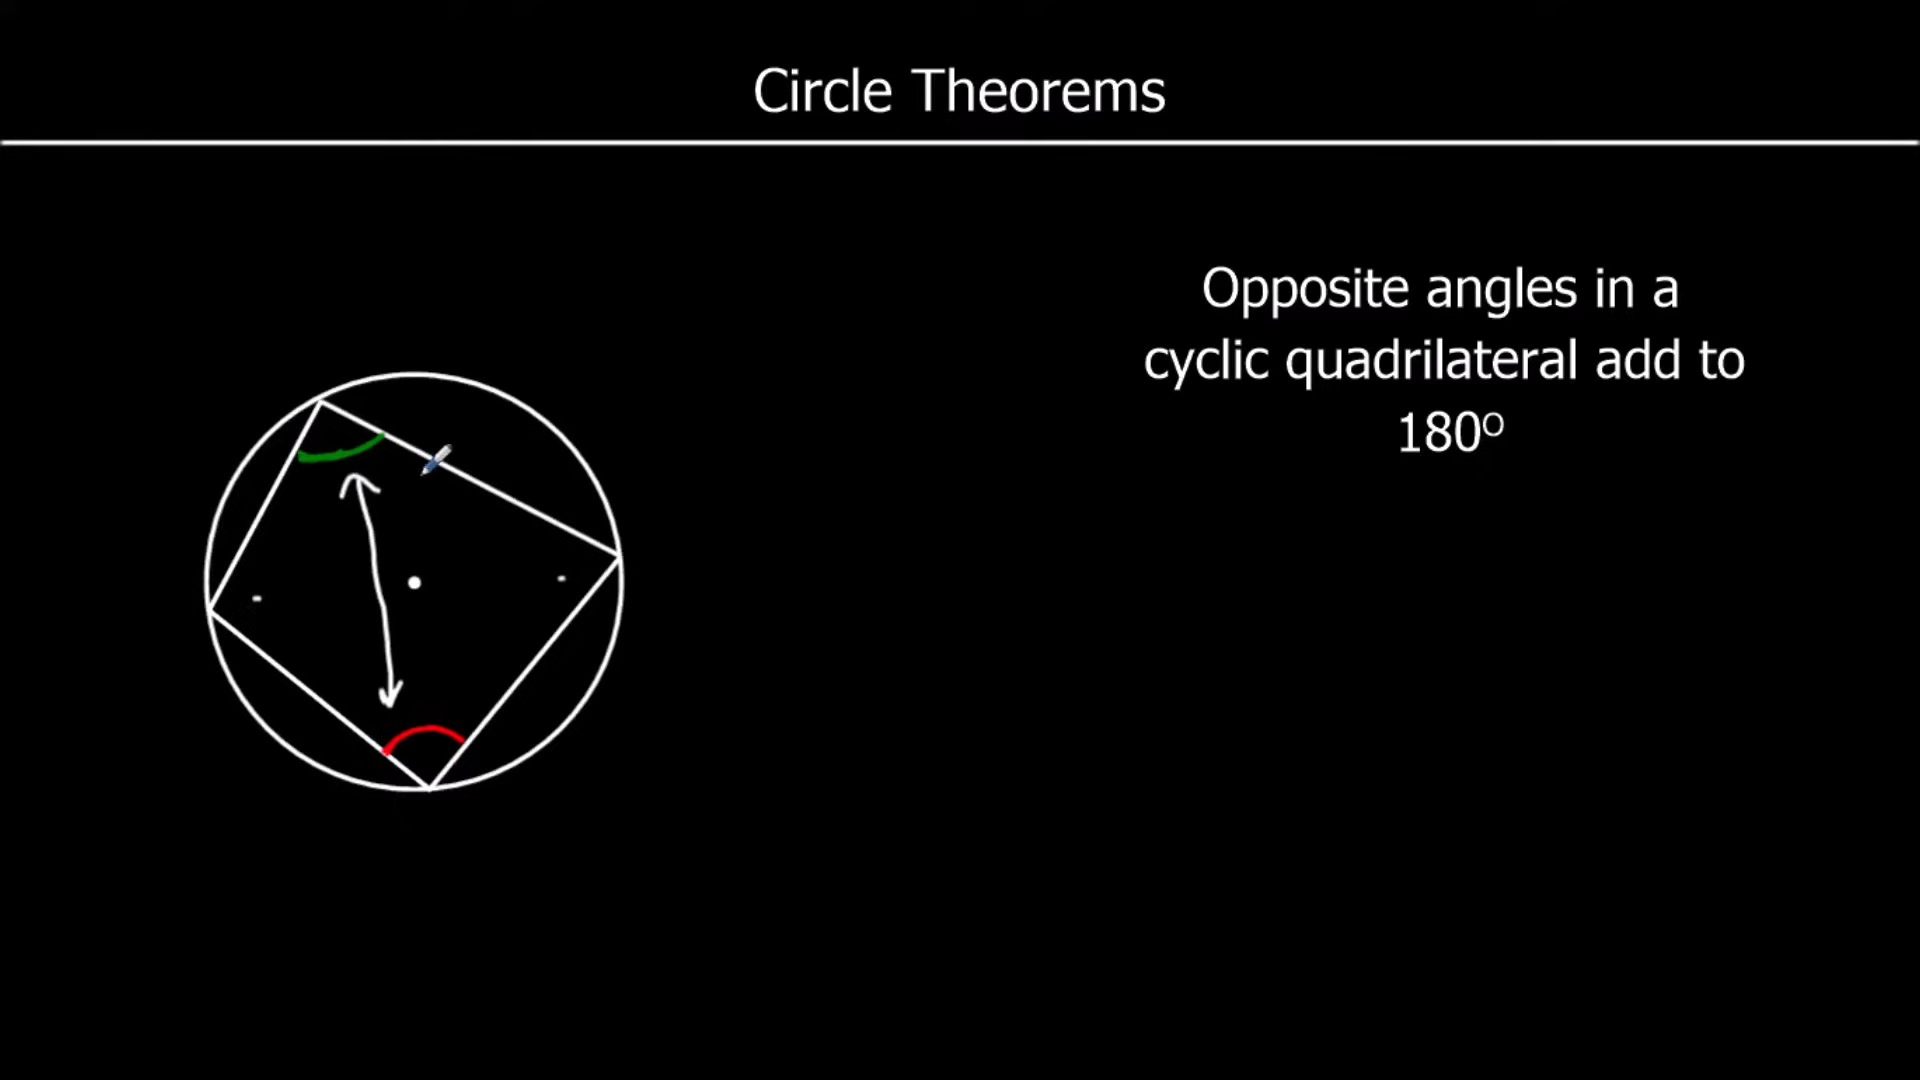 Circle Theorems
Opposite angles in a
cyclic quadrilateral add to
180°